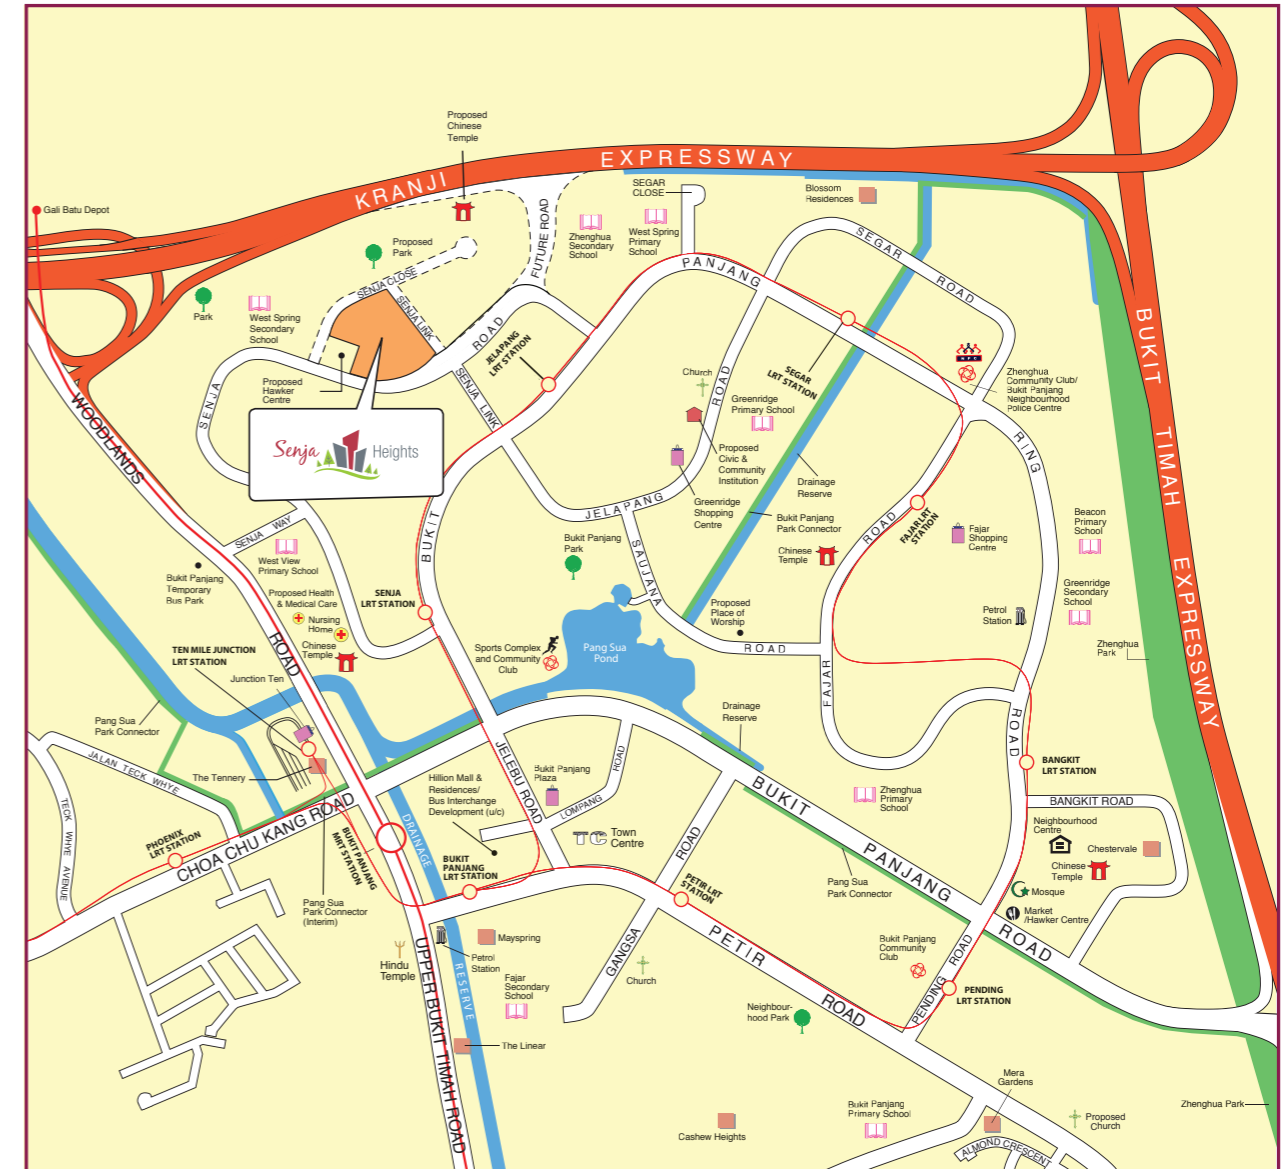 Proposed
Chinese
Temple
EXPRESSWAY
KRANJI
SEGAR
CLOSE
Blossom
Residences
Gali Batu Depot
Proposed
Park
FUTURE ROAD
Zhenghua
Secondary
School
West Spring
Primary
School
SEGAR
ROAD
PANJANG
SENJA CLOSE
SENJA LINK
Park
West Spring
Secondary
School
ROAD
JELAPANG
LRT STATION
BUKIT
TIMAH
EXPRESSWAY
Proposed
Hawker
Centre
SENJA
SENJA LINK
Church
ROAD
SEGAR
LRT STATION
Greenridge
Primary School
Zhenghua
Community Club/
Bukit Panjang
Neighbourhood
Police Centre
NPC
WOODLANDS
Senja
Heights
Proposed
Civic &
Community
Institution
RING
Drainage
Reserve
Greenridge
Shopping
Centre
JELAPANG
Bukit Panjang
Park Connector
ROAD
FAJAR LRT
STATION
Fajar
Shopping
Centre
Beacon
Primary
School
SENJA WAY
BUKIT
Bukit Panjang
Park
SAUJANA
Chinese
Temple
West View
Primary School
Bukit Panjang
Temporary
Bus Park
Proposed Health
& Medical Care
Nursing
Home
SENJA
LRT STATION
Greenridge
Secondary
School
Proposed
Place of
Worship
Petrol
Station
Chinese
Temple
ROAD
TEN MILE JUNCTION
LRT STATION
Sports Complex
and Community
Club
Pang Sua
Pond
ROAD
Zhenghua
Park
Junction Ten
FAJAR
Pang Sua
Park Connector
Drainage
Reserve
ROAD
JALAN TECK WHYE
The Tennery
JELEBU ROAD
ROAD
BANGKIT
LRT STATION
Hillion Mall &
Residences/
Bus Interchange
Development (u/c)
Bukit Panjang
Plaza
LOMPANG
BUKIT
PANJANG
ROAD
Zhenghua
Primary
School
BANGKIT ROAD
TECK WHYE AVENUE
PHOENIX
LRT STATION
CHOA CHU KANG ROAD
BUKIT PANJANG
MRT STATION
DRAINAGE
TC
Town
Centre
ROAD
Neighbourhood
Centre
Chestervale
Chinese
Temple
BUKIT
PANJANG
LRT STATION
PETIR LRT
STATION
Pang Sua
Park Connector
Mosque
Market
/Hawker Centre
Pang Sua
Park Connector
(Interim)
Mayspring
Petrol
Station
GANGSA
PETIR
ROAD
Bukit Panjang
Community
Club
ROAD
PENDING
Hindu
Temple
UPPER BUKIT TIMAH ROAD
RESERVE
Fajar
Secondary
School
Church
PENDING
LRT STATION
Neighbour-
hood Park
The Linear
Mera
Gardens
Bukit Panjang
Primary School
Zhenghua Park
Cashew Heights
Proposed
Church
ALMOND CRESCENT